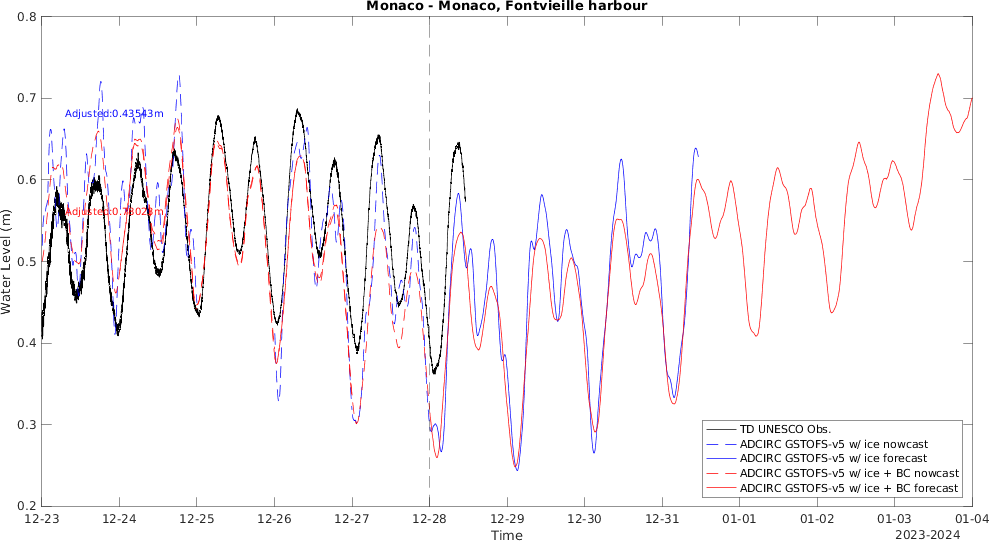 Monaco - Monaco, Fontvieille harbour
0.8
0.7
0.6
0.5
0.4
0.3
0.2
Water Level (m)
Adjusted:0.43543m
TD UNESCO Obs.
ADCIRC GSTOFS-v5 w/ ice nowcast
ADCIRC GSTOFS-v5 w/ ice forecast
ADCIRC GSTOFS-v5 w/ ice + BC nowcast
ADCIRC GSTOFS-v5 w/ ice + BC forecast
12-23 12-24 12-25 12-26 12-27 12-28 12-29 12-30 12-31 01-01 01-02 01-03 01-04
2023-2024
Time